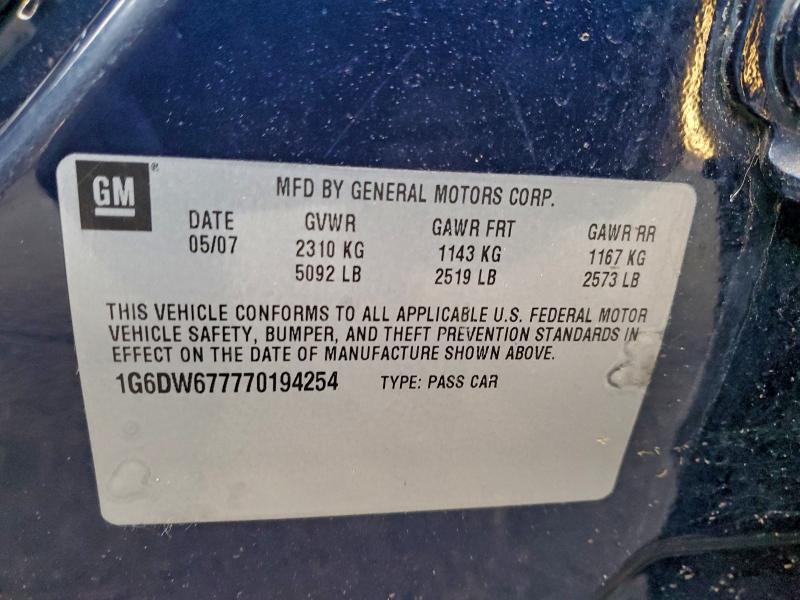 GM®
MFD BY GENERAL MOTORS CORP.
DATE GVWR GAWR FRT GAWR RR
05/07 2310 KG 1143 KG 1167 KG
5092 LB 2519 LB 2573 LB
THIS VEHICLE CONFORMS TO ALL APPLICABLE U.S. FEDERAL MOTOR
VEHICLE SAFETY, BUMPER, AND THEFT PREVENTION STANDARDS IN
EFFECT ON THE DATE OF MANUFACTURE SHOWN ABOVE.
1G6DW677770194254 TYPE: PASS CAR